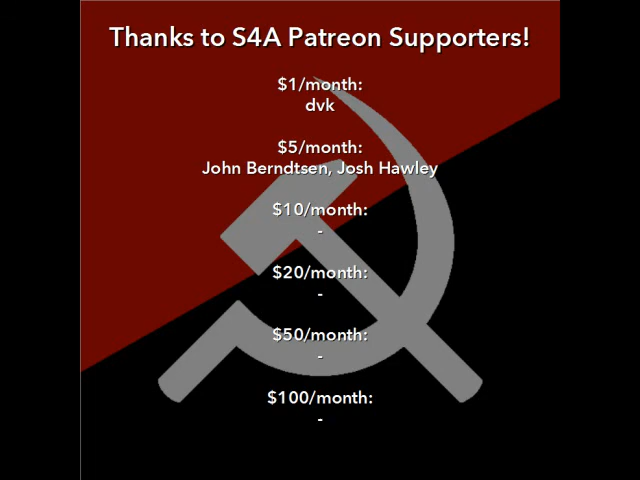 Thanks to S4A Patreon Supporters!
$1/month:
dvk
$5/month:
John Berndtsen, Josh Hawley
$10/month:
-
$20/month:
-
$50/month:
-
$100/month:
-